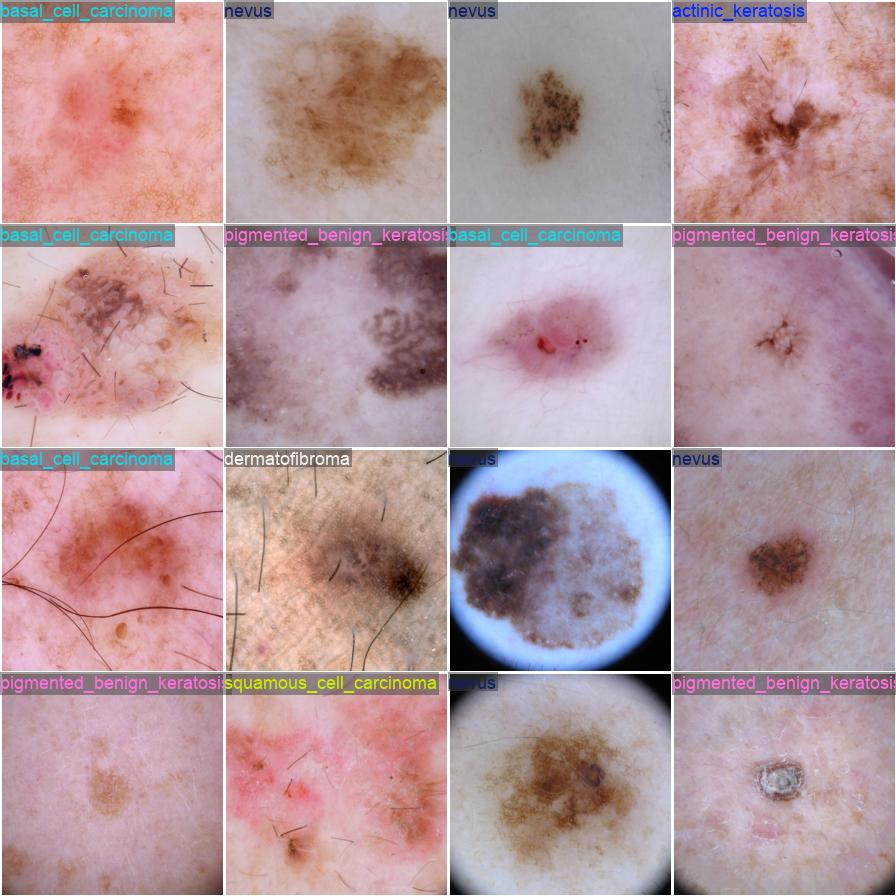 basal_cell_carcinoma
nevus
nevus
actinic_keratosis
basal_cell_carcinoma
pigmented_benign_keratosis
basal_cell_carcinoma
pigmented_benign_keratosis
basal_cell_carcinoma
dermatofibroma
nevus
nevus
pigmented_benign_keratosis
squamous_cell_carcinoma
nevus
pigmented_benign_keratosis